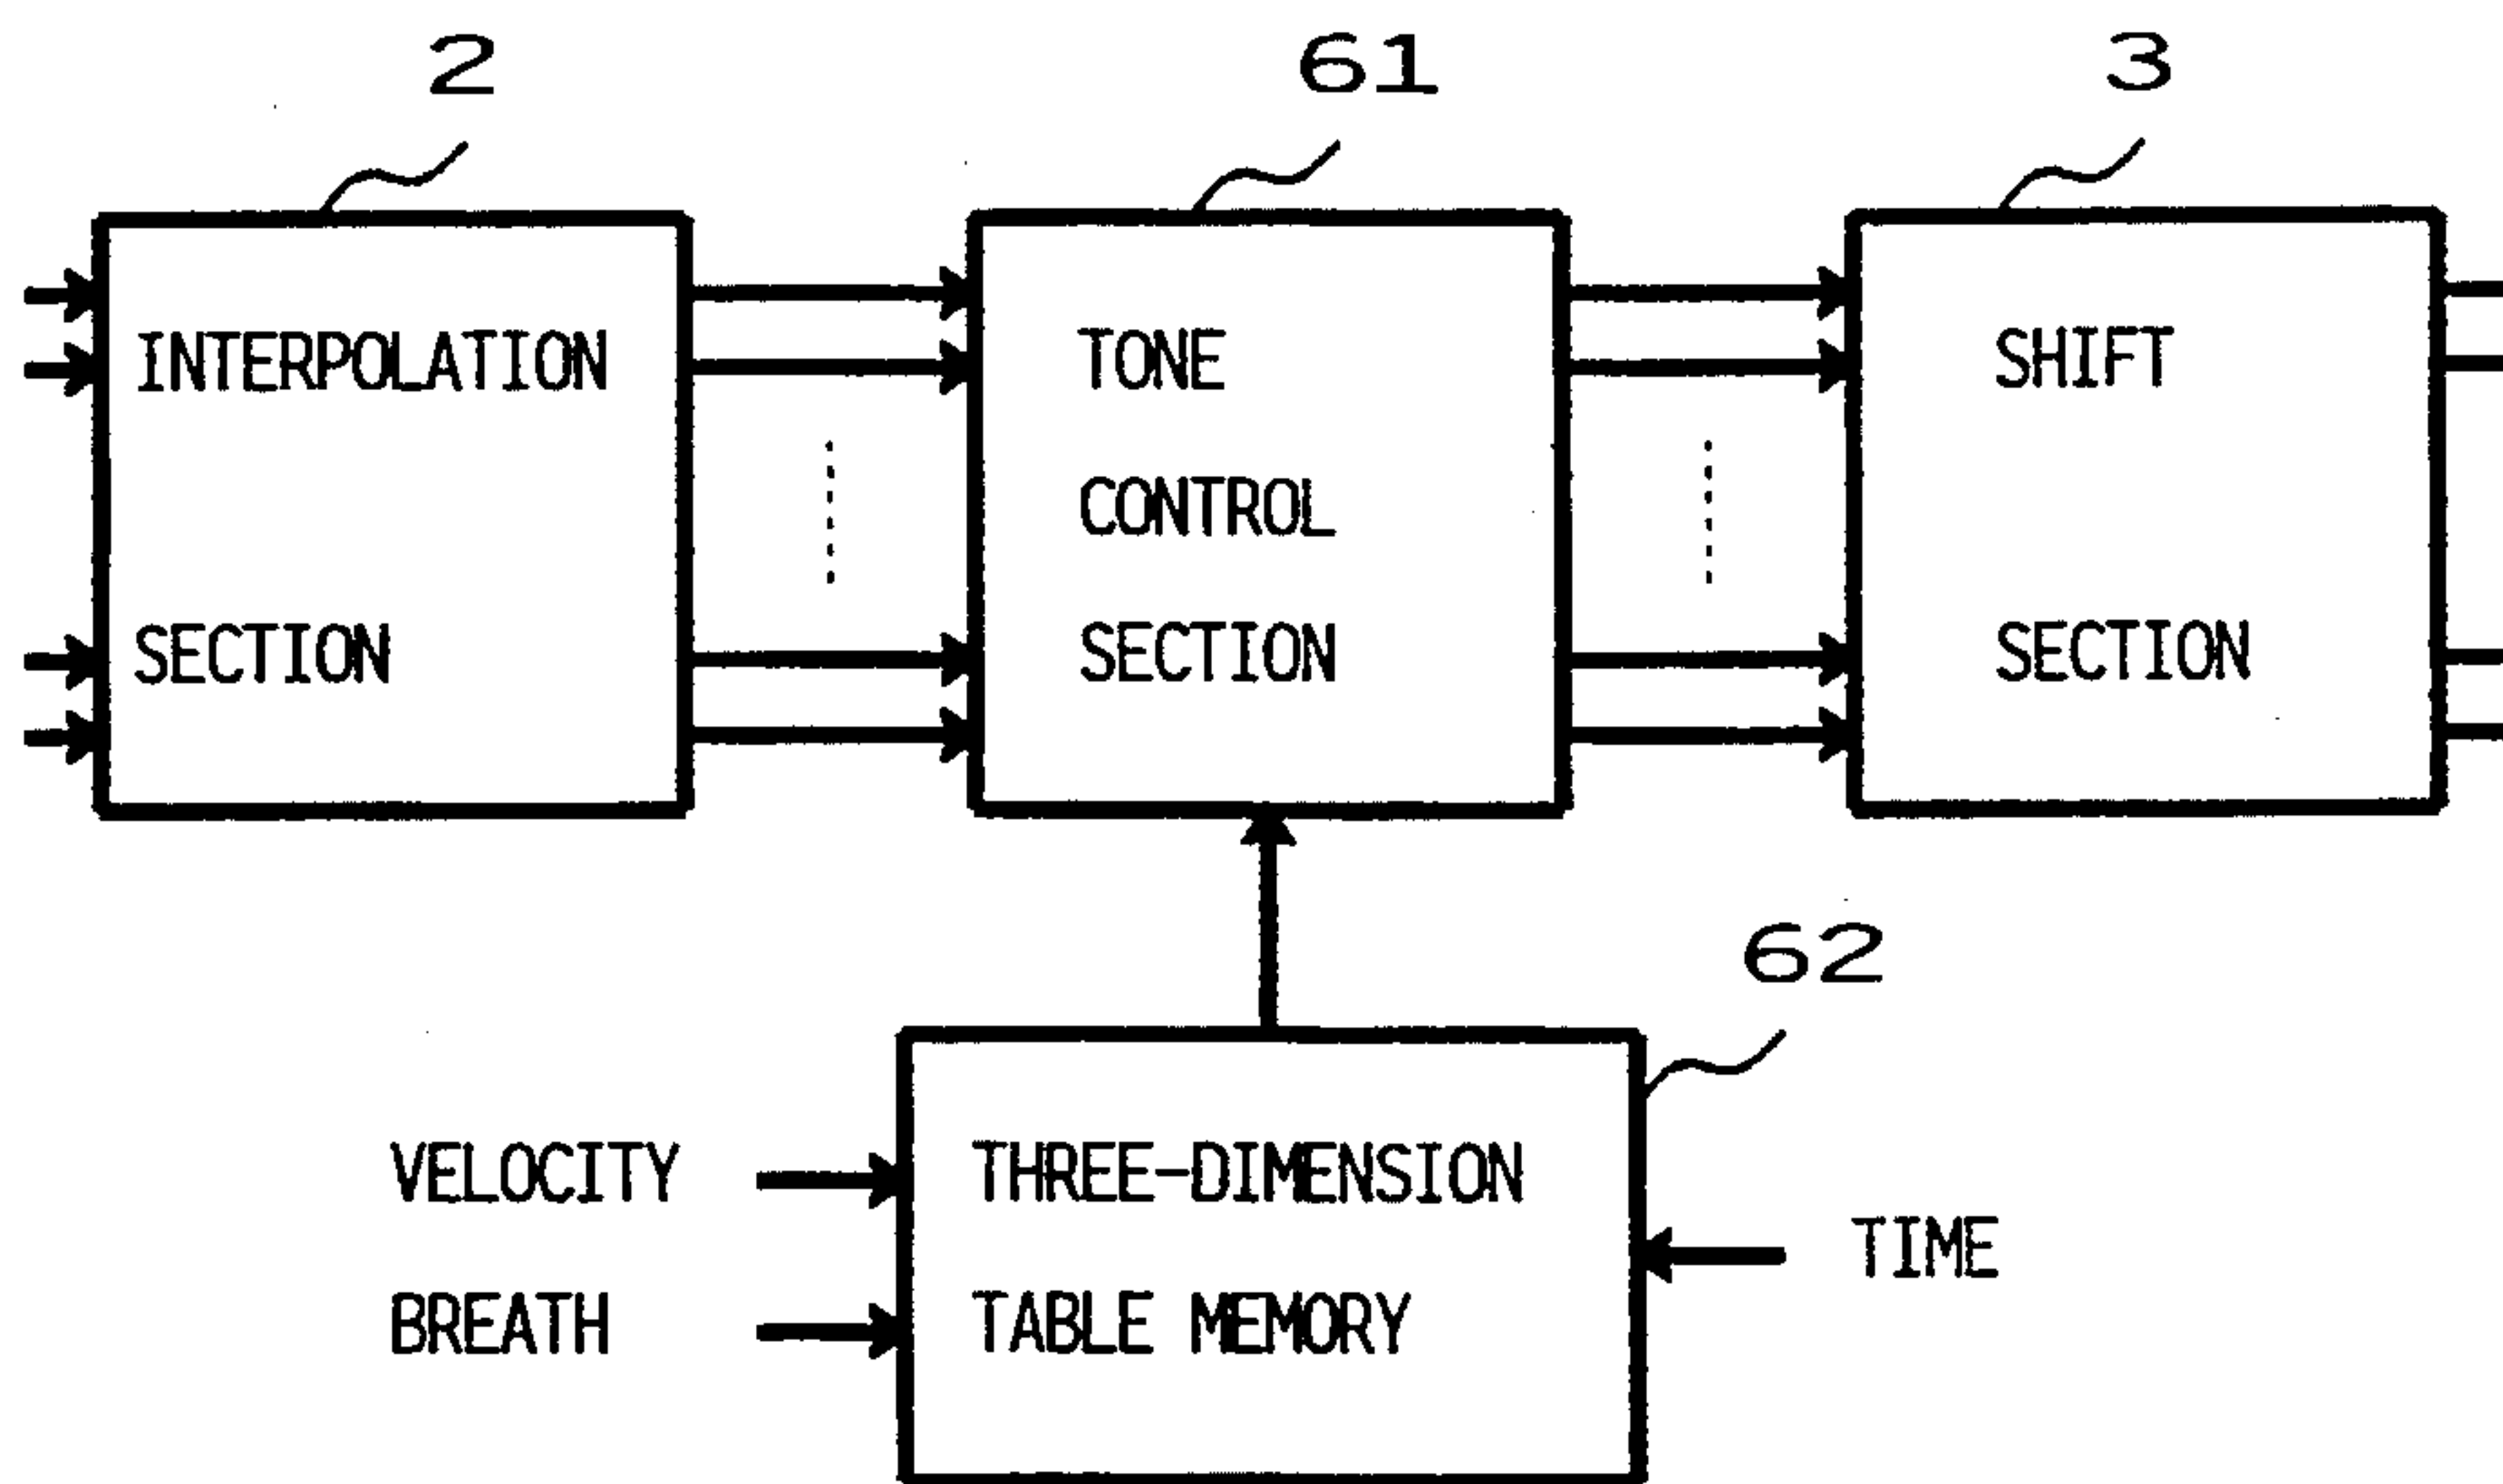 2
61
3
INTERPOLATION
SECTION
TONE
CONTROL
SECTION
SHIFT
SECTION
62
VELOCITY
BREATH
THREE-DIMENSION
TABLE MEMORY
TIME